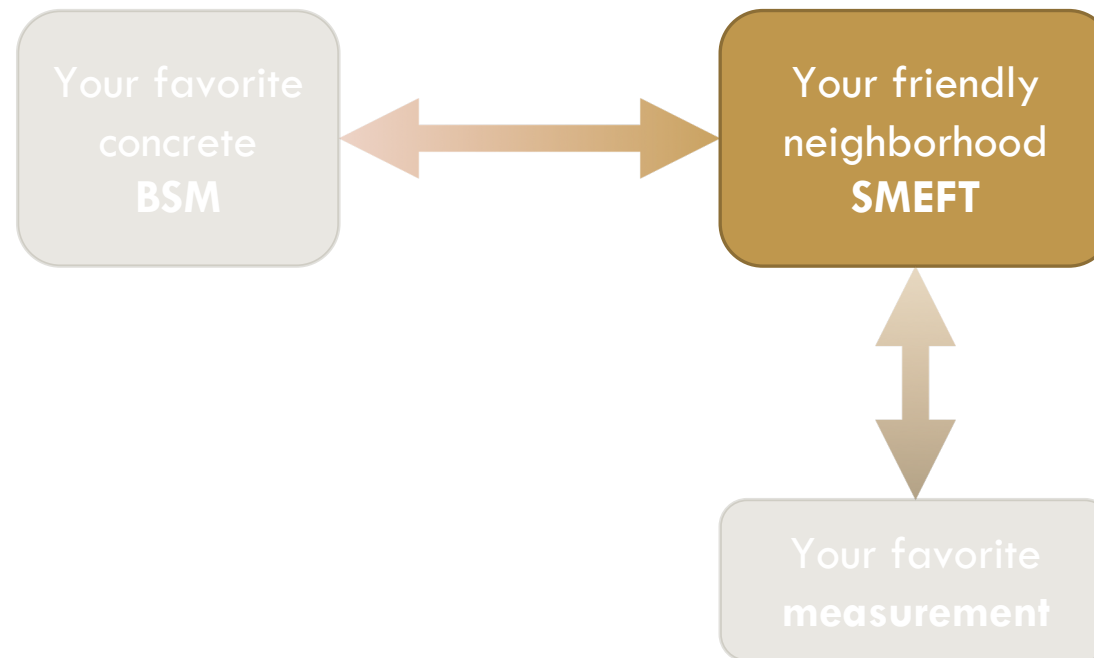 Your favorite
concrete
BSM
Your friendly
neighborhood
SMEFT
Your favorite
measurement